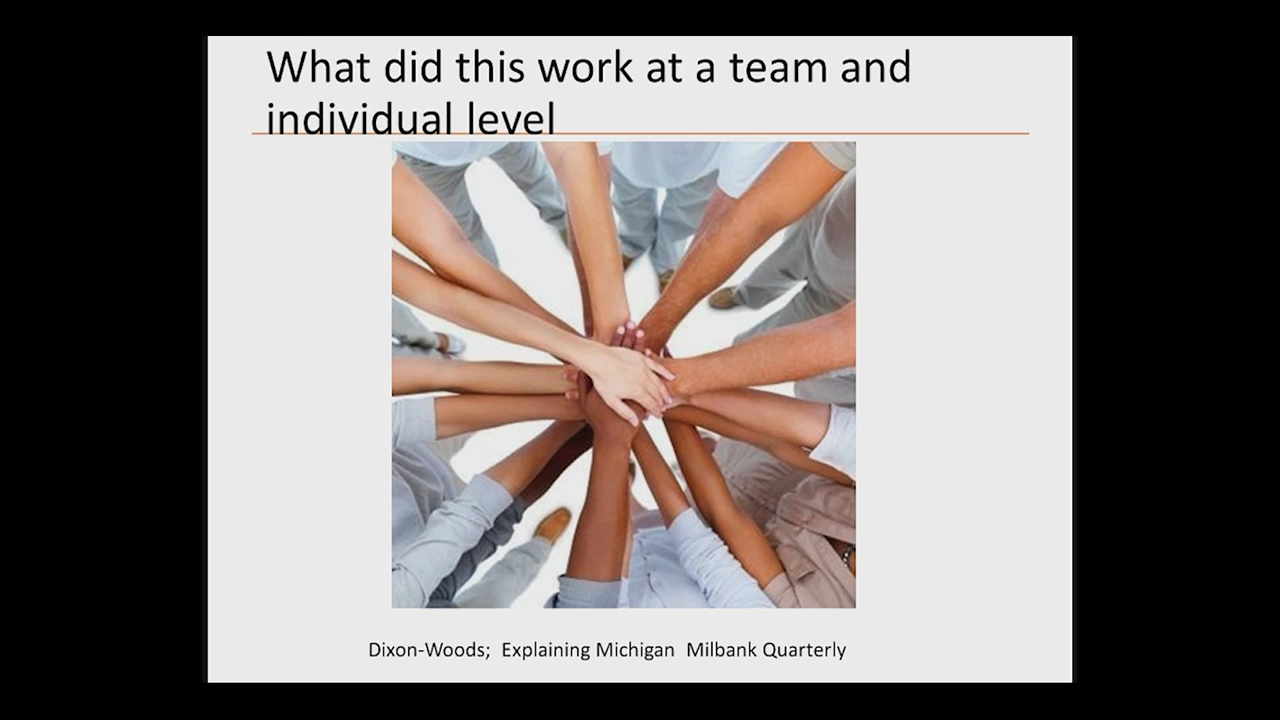 What did this work at a team and
individual level
Dixon-Woods;  Explaining Michigan  Milbank Quarterly